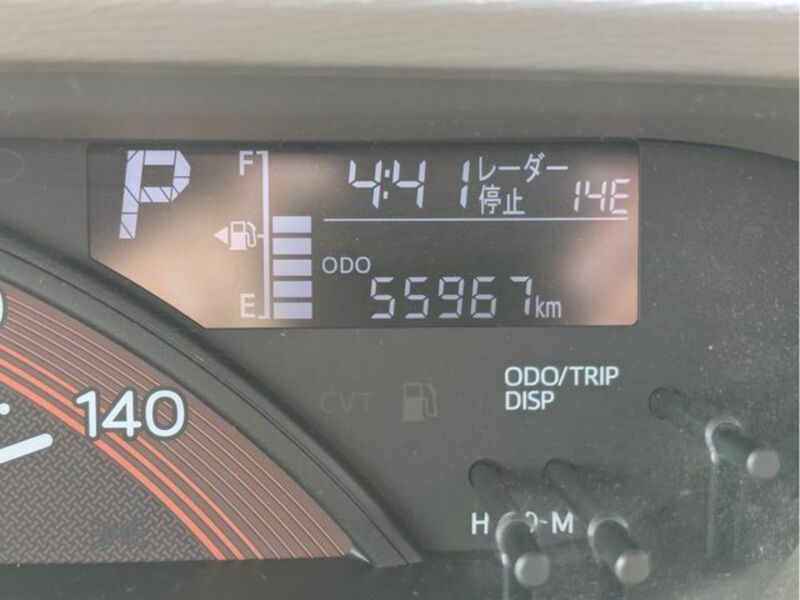 P
F
4:41
レーダー
停止
14E
ODO
E
55967km
140
ODO/TRIP
DISP
CVT
H
-M